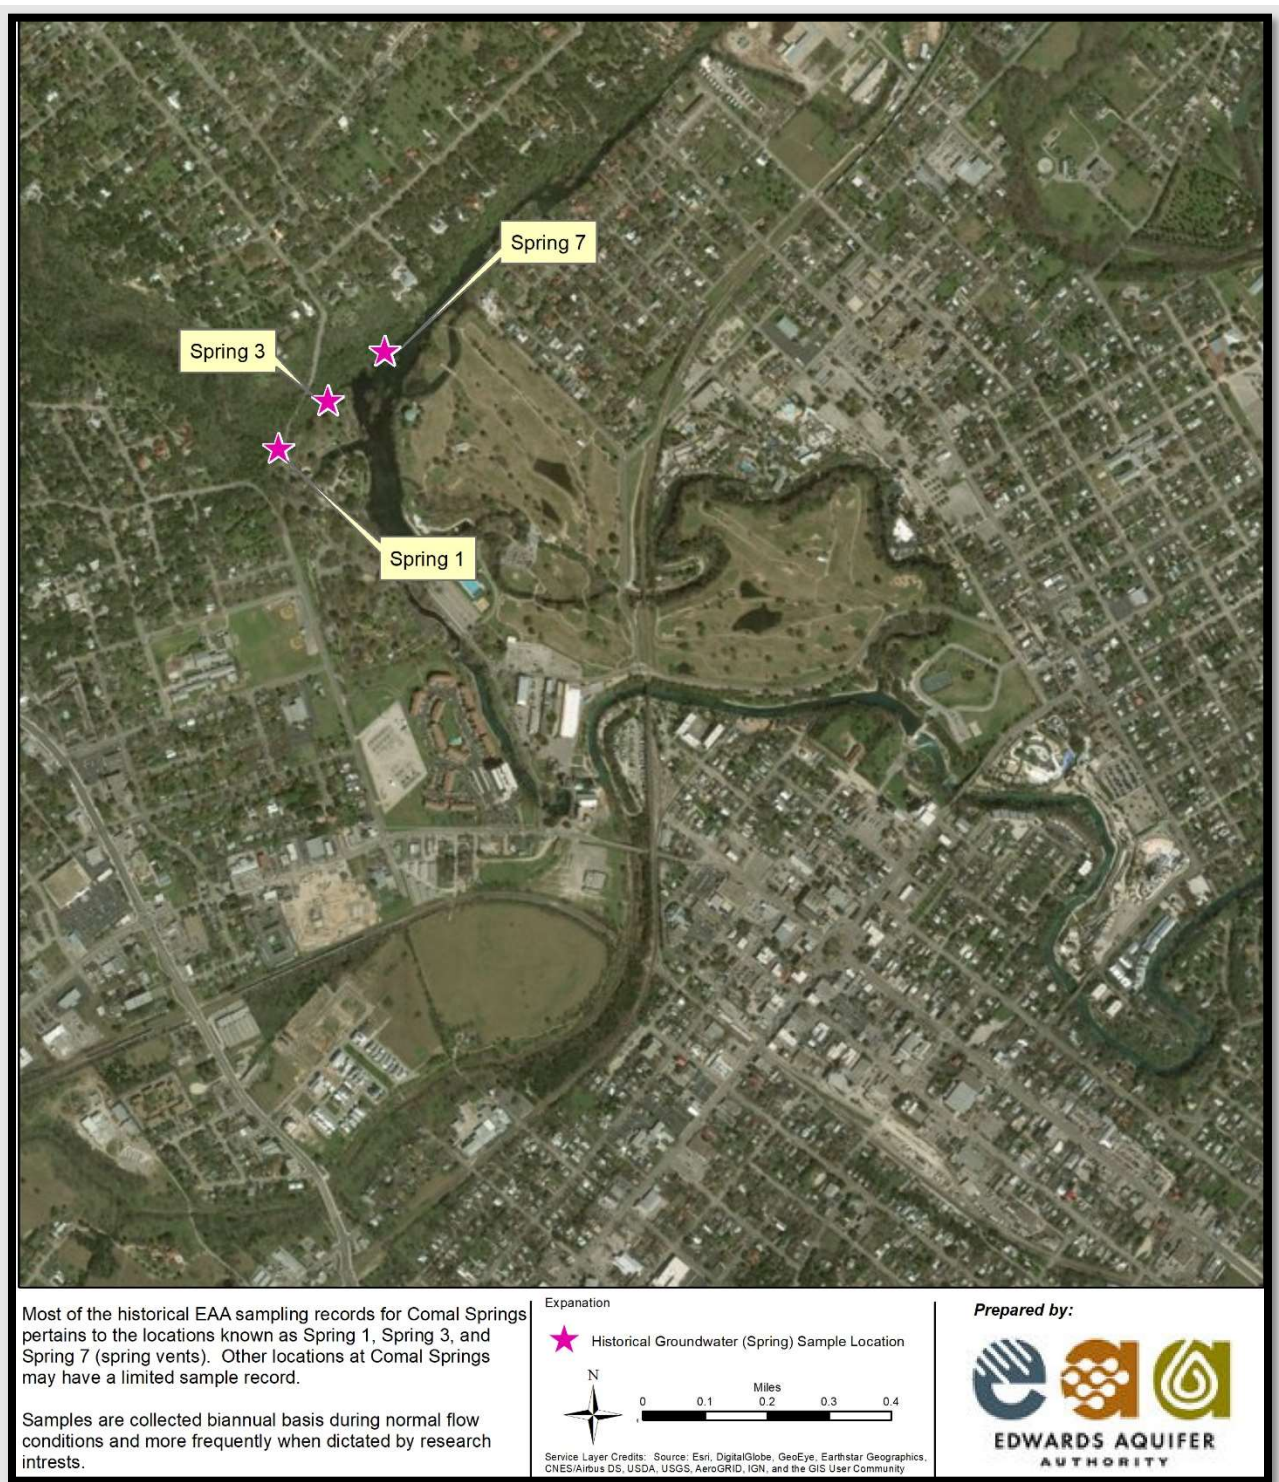 Spring 7
Spring 3
Spring 1
Most of the historical EAA sampling records for Comal Springs
pertains to the locations known as Spring 1, Spring 3, and
Spring 7 (spring vents). Other locations at Comal Springs
may have a limited sample record.
Samples are collected biannual basis during normal flow
conditions and more frequently when dictated by research
intrests.
Expanation
Historical Groundwater (Spring) Sample Location
N
Miles
0 0.1 0.2 0.3 0.4
Service Layer Credits: Source: Esri, DigitalGlobe, GeoEye, Earthstar Geographics,
CNES/Airbus DS, USDA, USGS, AeroGRID, IGN, and the GIS User Community
Prepared by:
eaa
EDWARDS AQUIFER
AUTHORITY